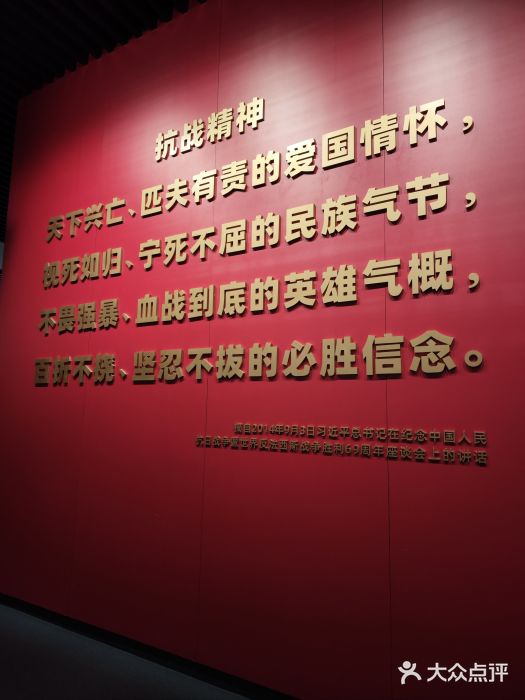 抗战精神
天下兴亡、匹夫有责的爱国情怀，
视死如归、宁死不屈的民族气节，
不畏强暴、血战到底的英雄气概，
百折不挠、坚忍不拔的必胜信念。
摘自2014年9月3日习近平总书记在纪念中国人民
抗日战争暨世界反法西斯战争胜利69周年座谈会上的讲话
大众点评